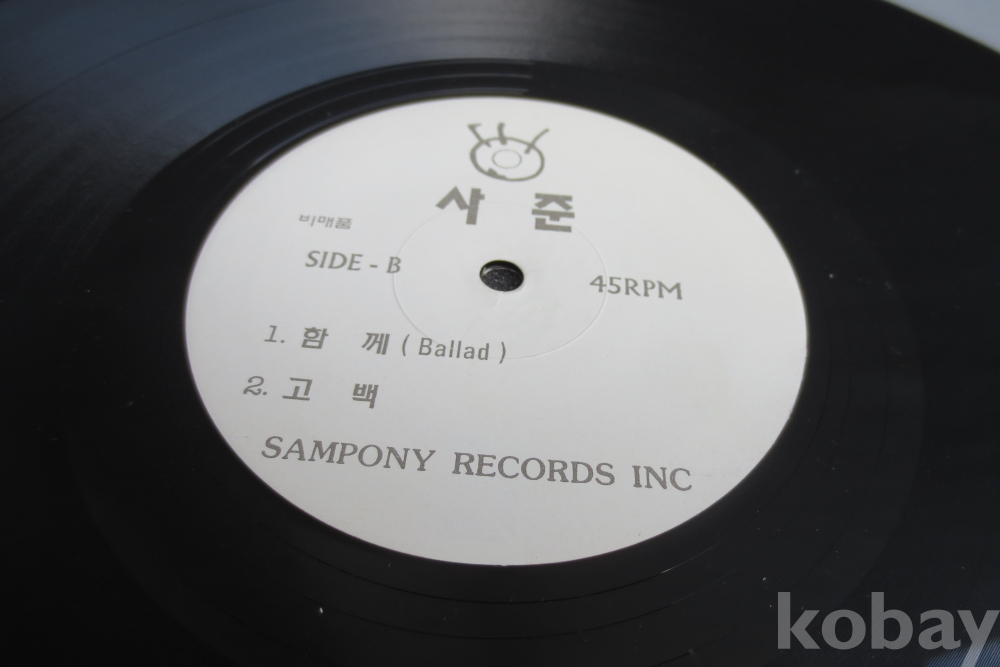 사 준
비매품
SIDE - B
45RPM
1. 함 께 ( Ballad )
2. 고 백
SAMPONY RECORDS INC
kobay